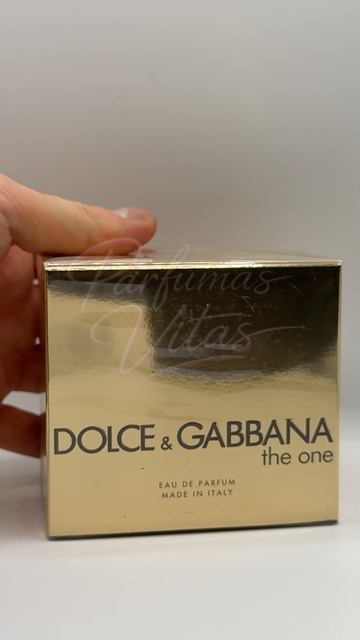 Parfumas
Vitas
DOLCE & GABBANA
the one
EAU DE PARFUM
MADE IN ITALY